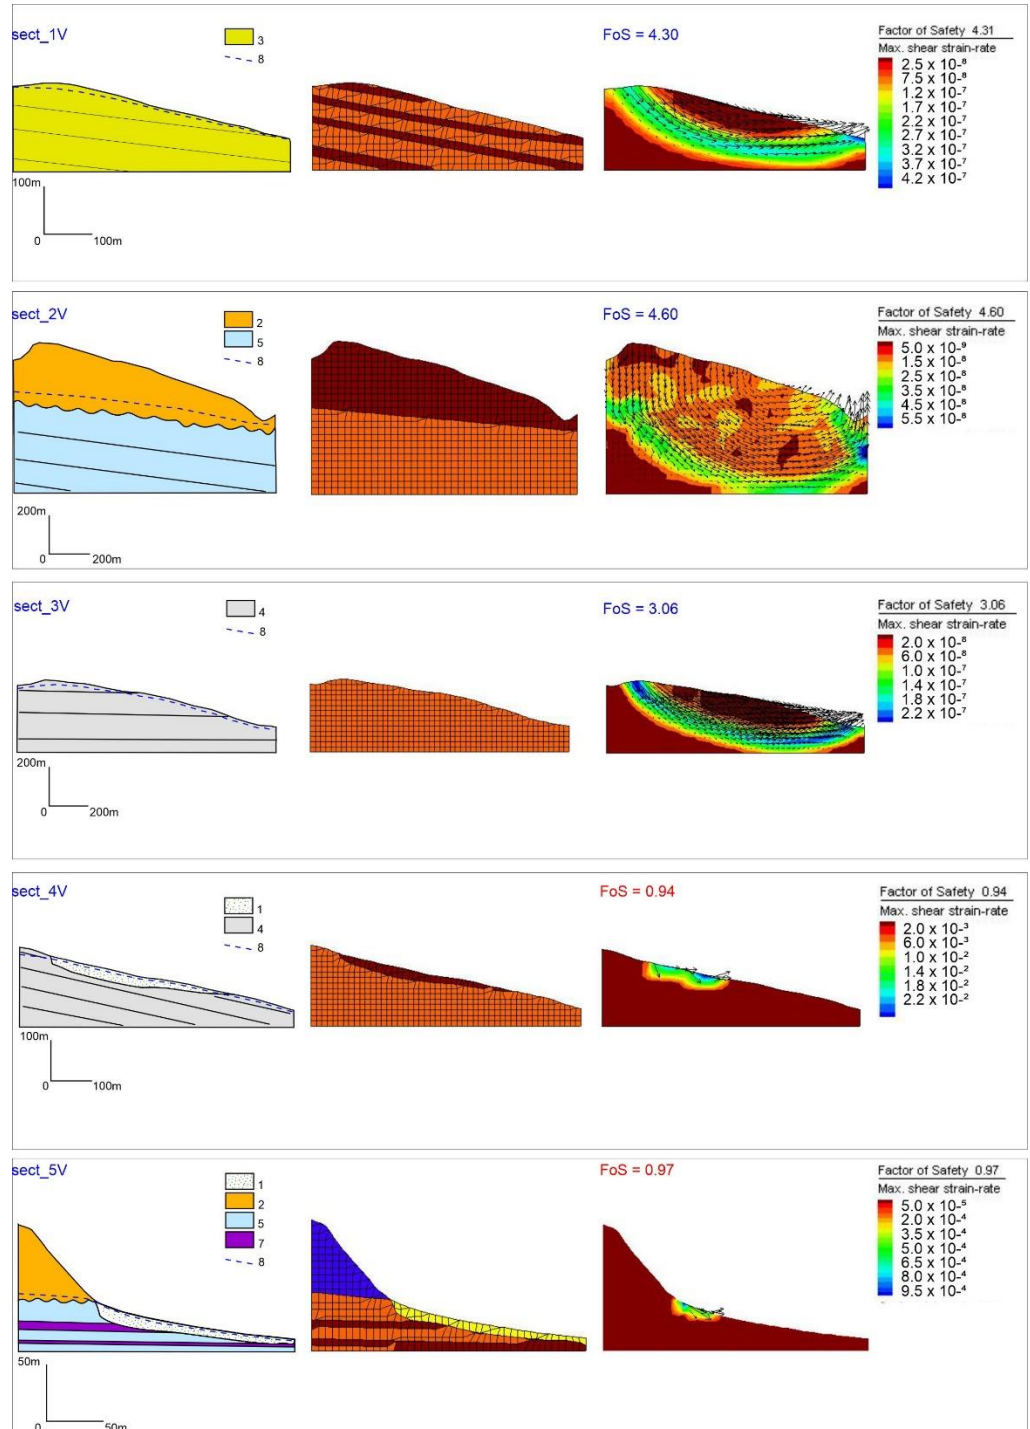 sect_1V
3
8
FoS = 4.30
Factor of Safety 4.31
Max. shear strain-rate
2.5 x 10-⁸
7.5 x 10-⁸
1.2 x 10-⁷
1.7 x 10-⁷
2.2 x 10-⁷
2.7 x 10-⁷
3.2 x 10-⁷
3.7 x 10-⁷
4.2 x 10-⁷
100m
0
100m
sect_2V
2
5
8
FoS = 4.60
Factor of Safety 4.60
Max. shear strain-rate
5.0 x 10-⁹
1.5 x 10-⁸
2.5 x 10-⁸
3.5 x 10-⁸
4.5 x 10-⁸
5.5 x 10-⁸
200m
0
200m
sect_3V
4
8
FoS = 3.06
Factor of Safety 3.06
Max. shear strain-rate
2.0 x 10-⁸
6.0 x 10-⁸
1.0 x 10-⁷
1.4 x 10-⁷
1.8 x 10-⁷
2.2 x 10-⁷
200m
0
200m
sect_4V
1
4
8
FoS = 0.94
Factor of Safety 0.94
Max. shear strain-rate
2.0 x 10-³
6.0 x 10-³
1.0 x 10-²
1.4 x 10-²
1.8 x 10-²
2.2 x 10-²
100m
0
100m
sect_5V
1
2
5
7
8
FoS = 0.97
Factor of Safety 0.97
Max. shear strain-rate
5.0 x 10-⁵
2.0 x 10-⁴
3.5 x 10-⁴
5.0 x 10-⁴
6.5 x 10-⁴
8.0 x 10-⁴
9.5 x 10-⁴
50m
0
50m